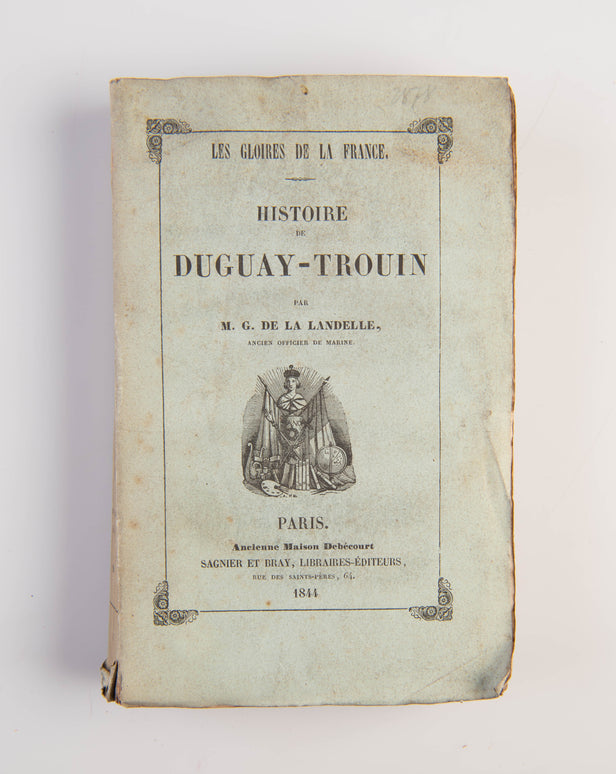 LES GLOIRES DE LA FRANCE.
HISTOIRE
DE
DUGUAY-TROUIN
PAR
M. G. DE LA LANDELLE,
ANCIEN OFFICIER DE MARINE.
PARIS.
Ancienne Maison Debécourt
SAGNIER ET BRAY, LIBRAIRES-ÉDITEURS,
RUE DES SAINTS-PÈRES, 64.
1844